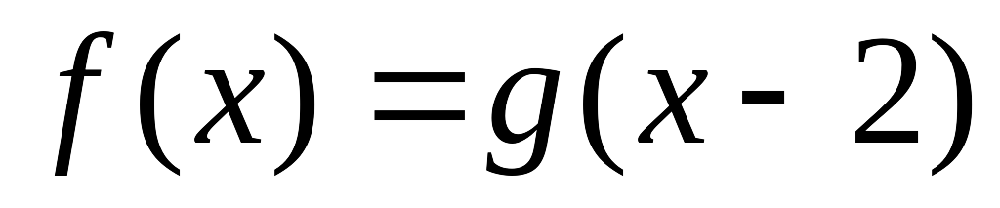 f(x) = g(x - 2)